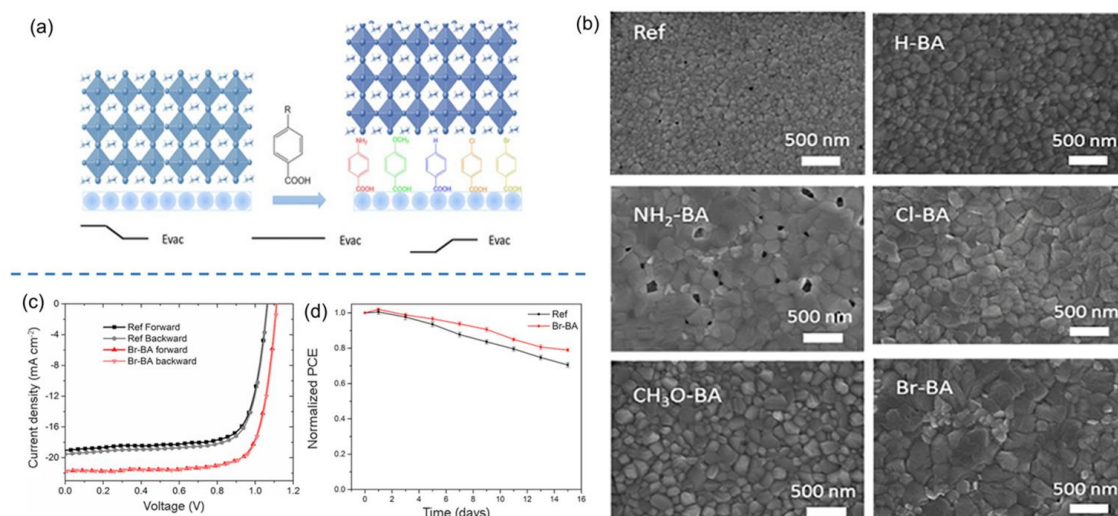 (a)
R
COOH
NH₂
OCH₃
H
Cl
Br
COOH
COOH
COOH
COOH
COOH
Evac
Evac
Evac
(b)
Ref
500 nm
H-BA
500 nm
NH₂-BA
500 nm
Cl-BA
500 nm
CH₃O-BA
500 nm
Br-BA
500 nm
(c)
Ref Forward
Ref Backward
Br-BA forward
Br-BA backward
Current density (mA cm⁻²)
0
-4
-8
-12
-16
-20
0.0 0.2 0.4 0.6 0.8 1.0 1.2
Voltage (V)
(d)
Ref
Br-BA
Normalized PCE
1.0
0.8
0.6
0.4
0.2
0.0
0 2 4 6 8 10 12 14 16
Time (days)